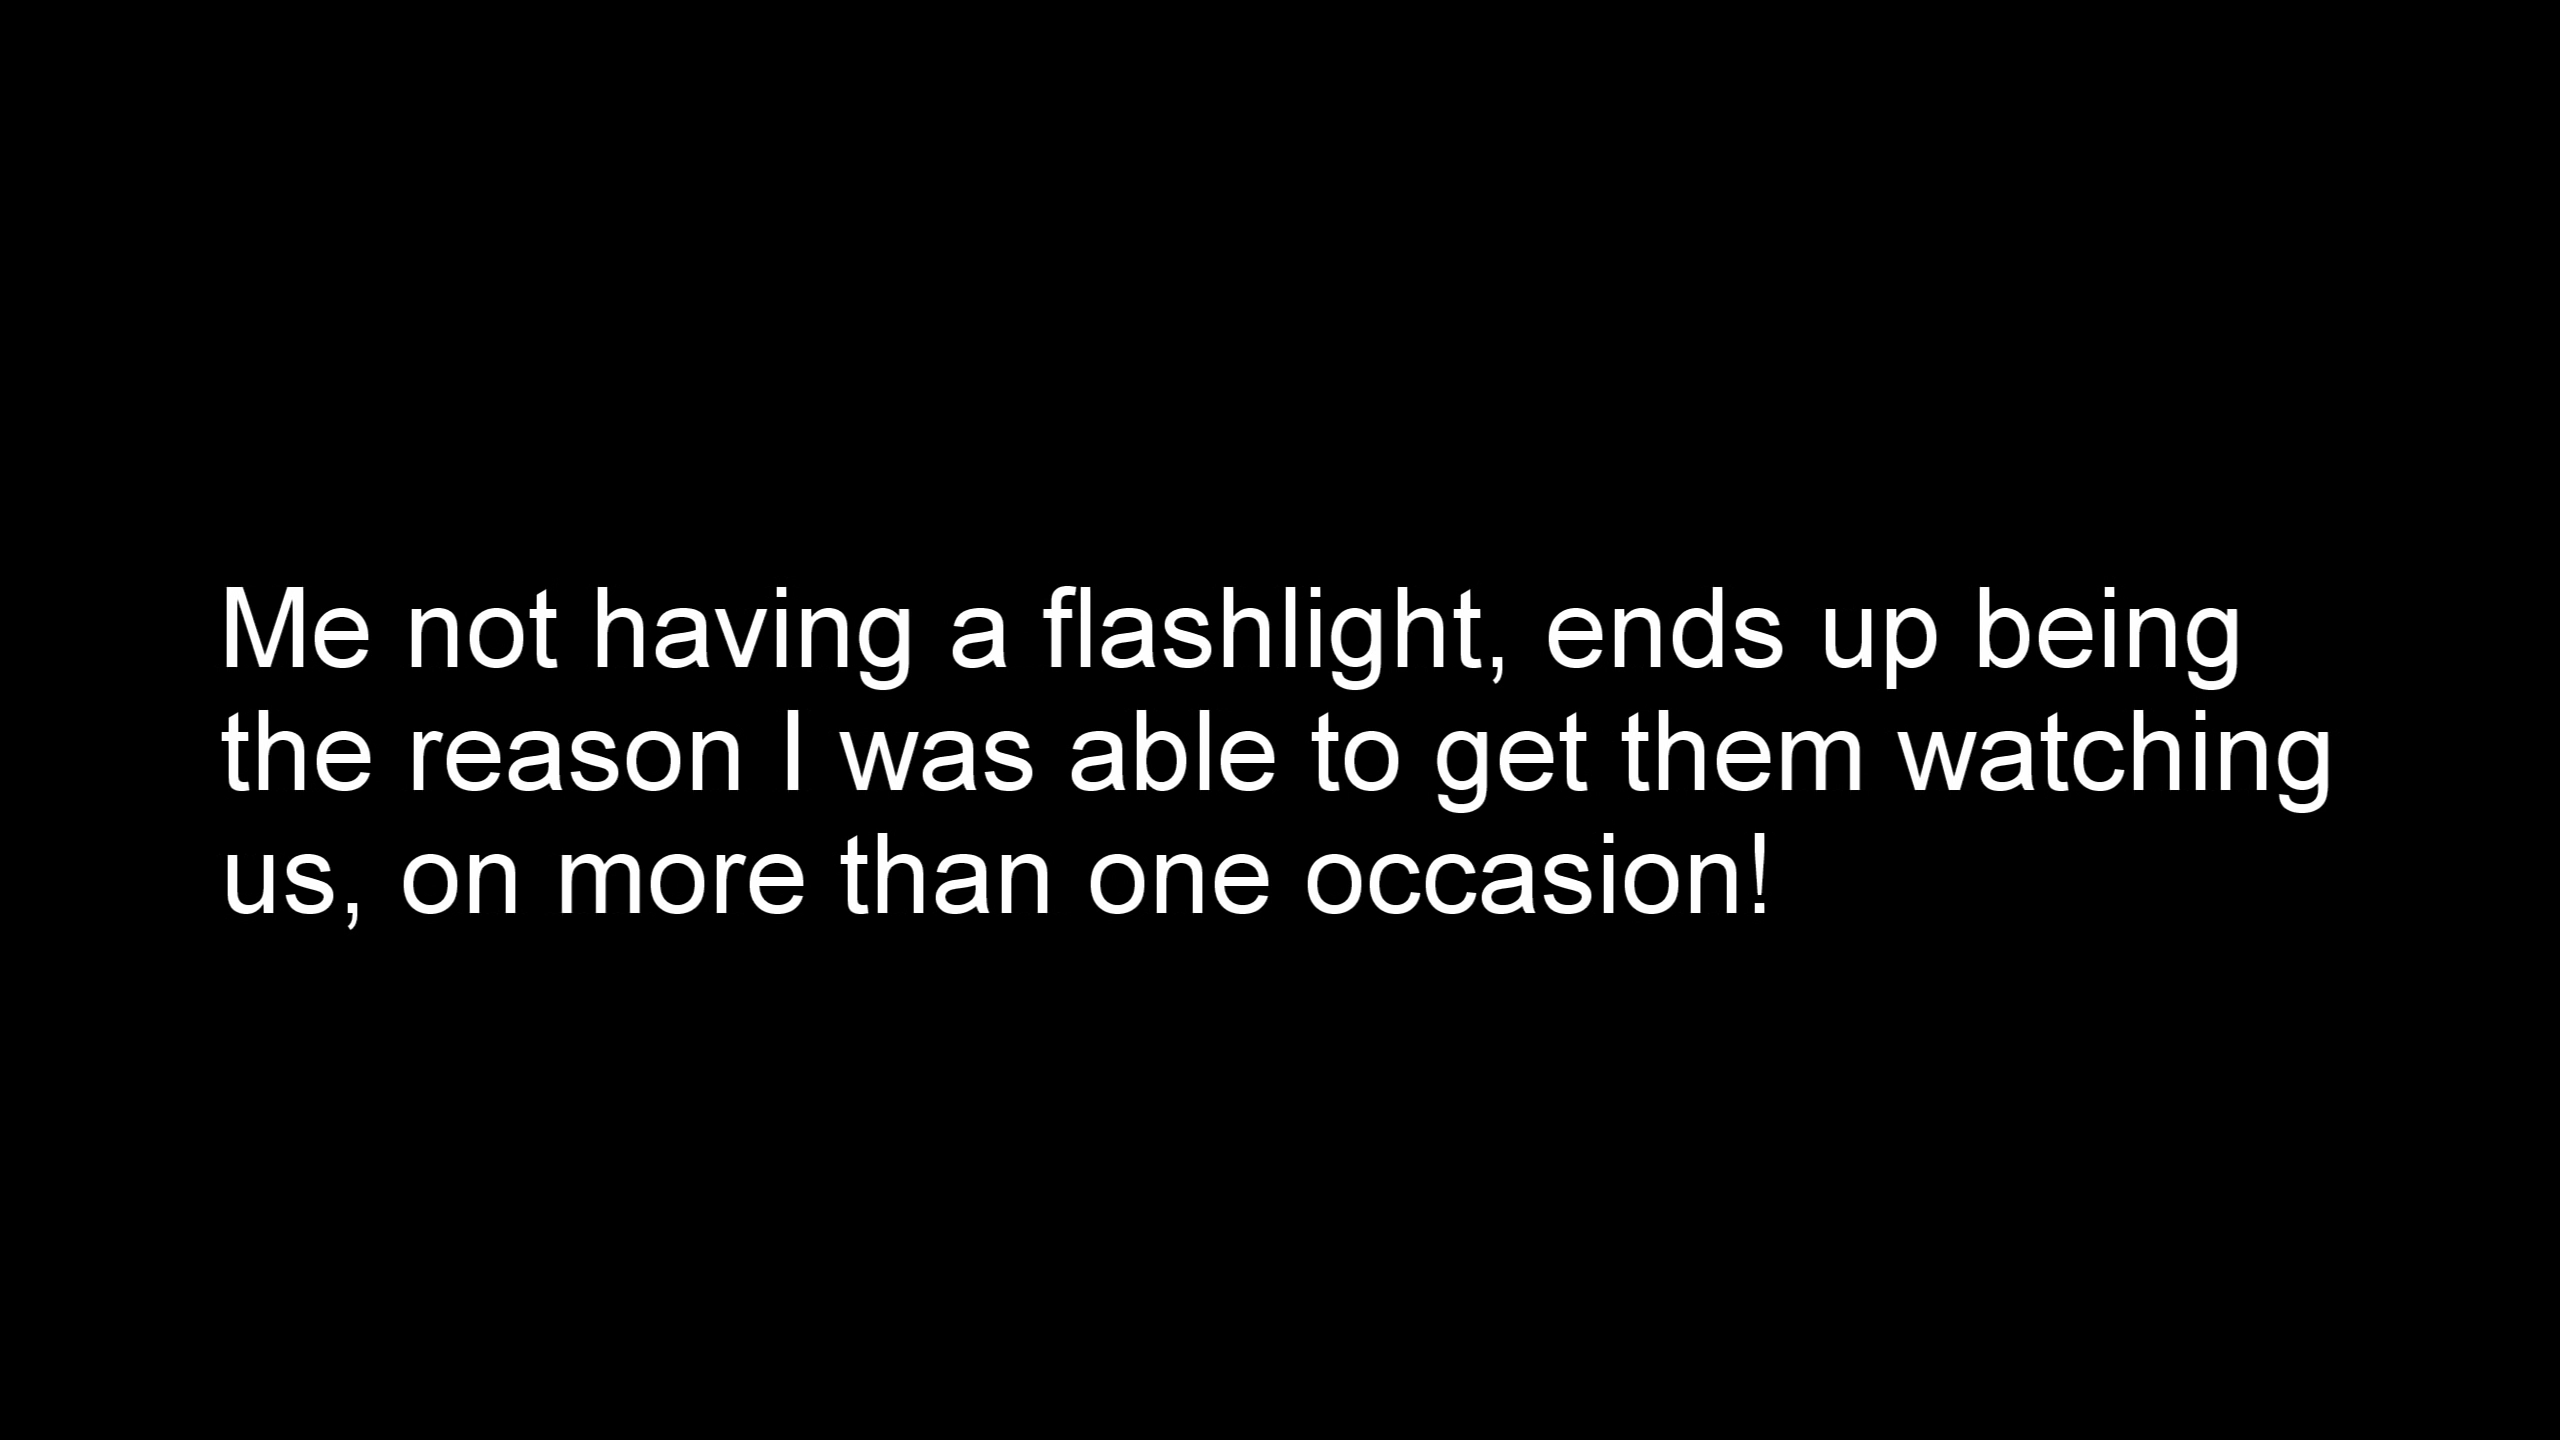 Me not having a flashlight, ends up being
the reason I was able to get them watching
us, on more than one occasion!